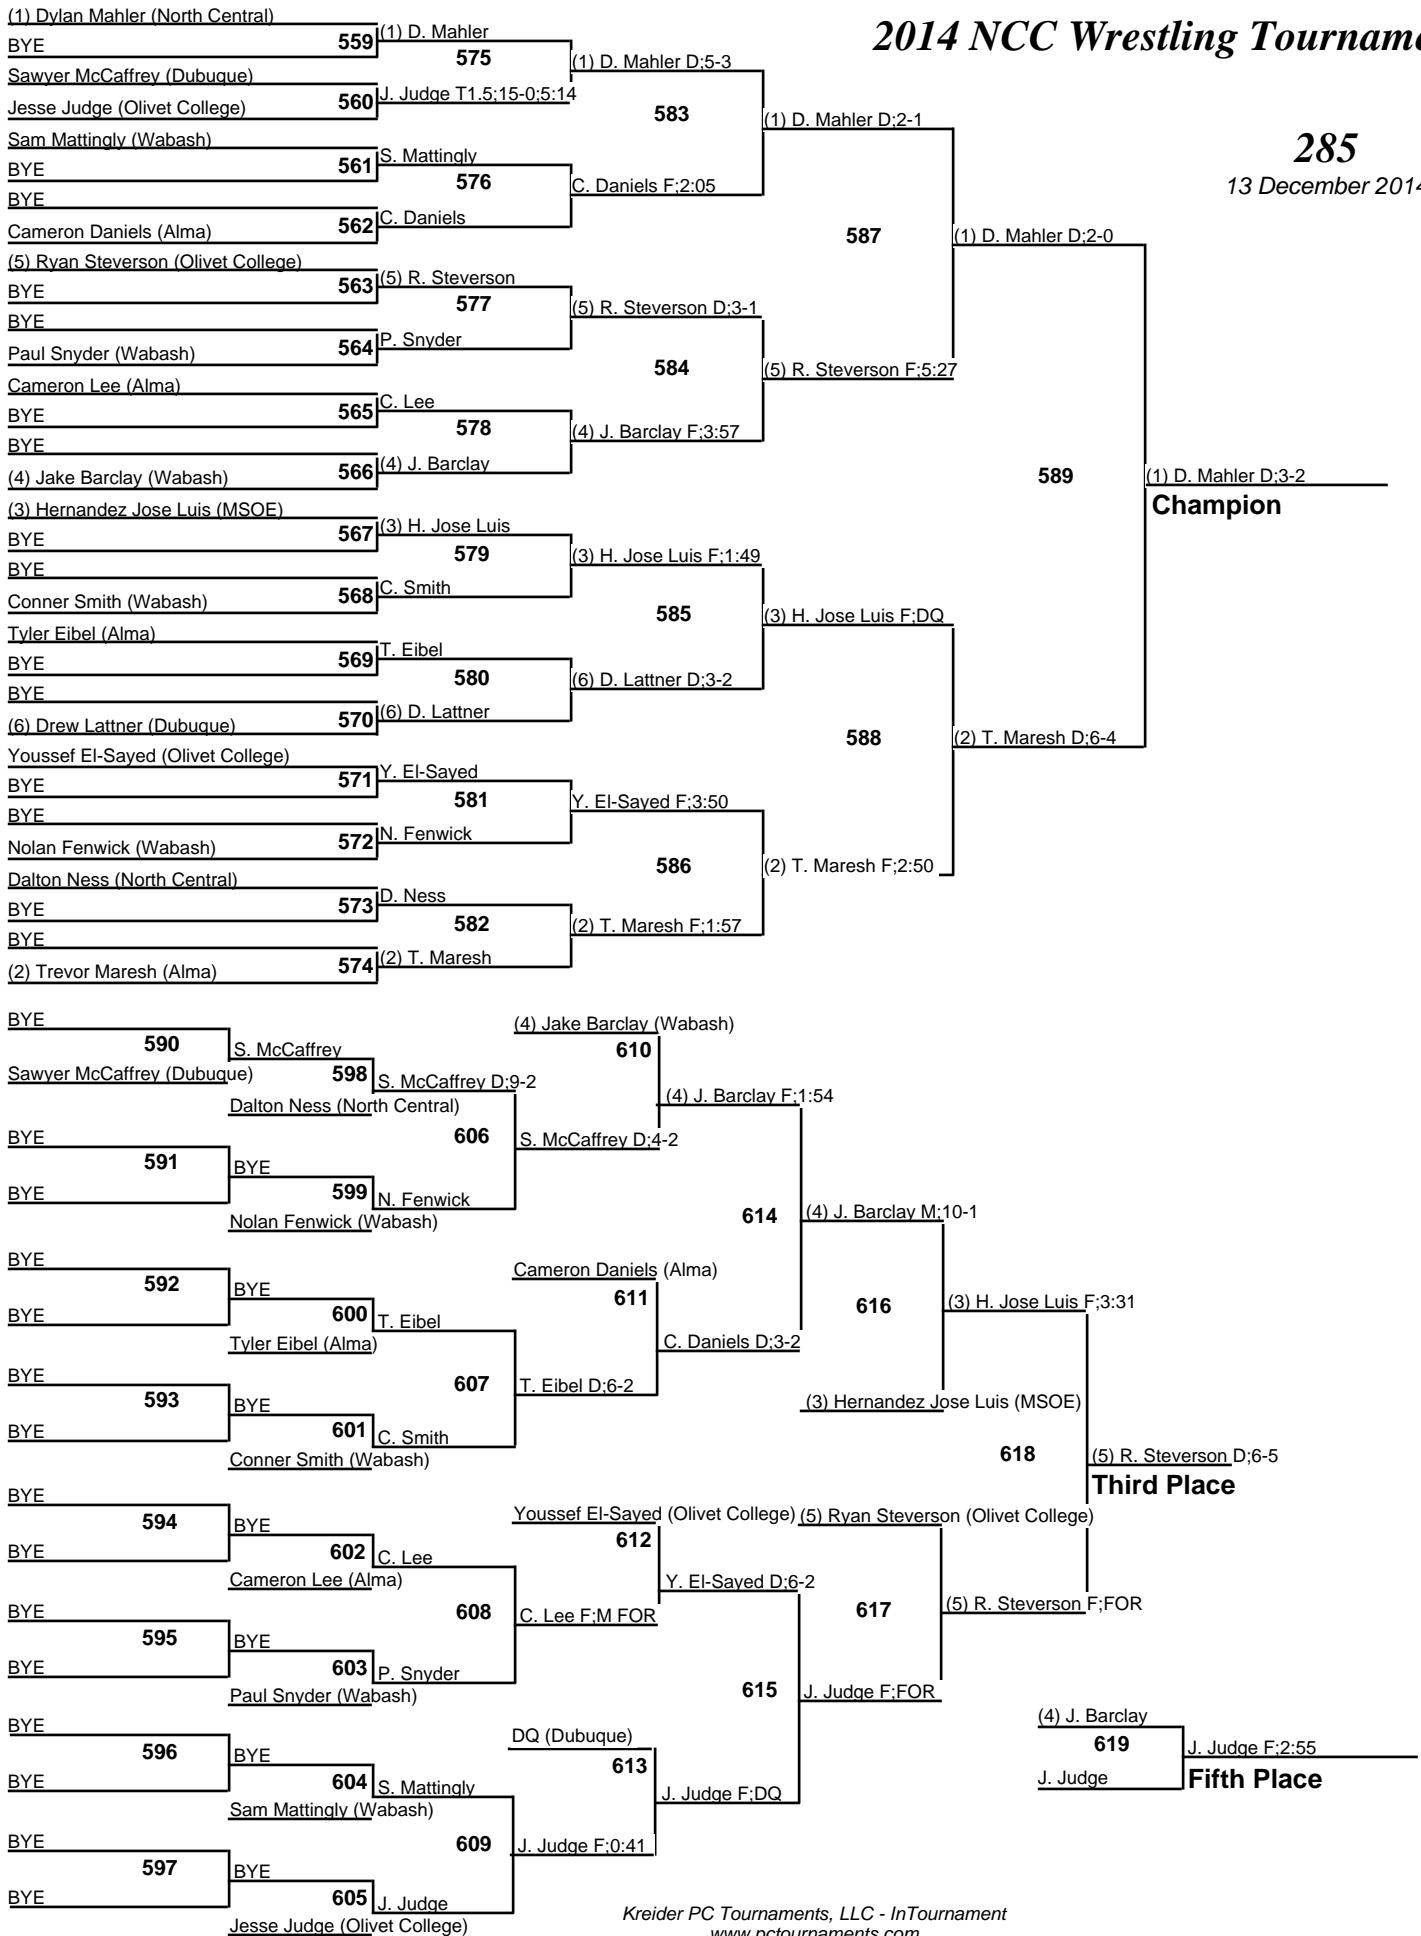 2014 NCC Wrestling Tourname
285
13 December 2014
(1) Dylan Mahler (North Central)
BYE
559
Sawyer McCaffrey (Dubuque)
Jesse Judge (Olivet College)
560
Sam Mattingly (Wabash)
BYE
561
BYE
Cameron Daniels (Alma)
562
(5) Ryan Steverson (Olivet College)
BYE
563
BYE
Paul Snyder (Wabash)
564
Cameron Lee (Alma)
BYE
565
BYE
(4) Jake Barclay (Wabash)
566
(3) Hernandez Jose Luis (MSOE)
BYE
567
BYE
Conner Smith (Wabash)
568
Tyler Eibel (Alma)
BYE
569
BYE
(6) Drew Lattner (Dubuque)
570
Youssef El-Sayed (Olivet College)
BYE
571
BYE
Nolan Fenwick (Wabash)
572
Dalton Ness (North Central)
BYE
573
BYE
(2) Trevor Maresh (Alma)
574
(1) D. Mahler
575
J. Judge T1.5;15-0;5:14
S. Mattingly
576
C. Daniels
(5) R. Steverson
577
P. Snyder
C. Lee
578
(4) J. Barclay
(3) H. Jose Luis
579
C. Smith
T. Eibel
580
(6) D. Lattner
Y. El-Sayed
581
N. Fenwick
D. Ness
582
(2) T. Maresh
(1) D. Mahler D;5-3
583
C. Daniels F;2:05
(5) R. Steverson D;3-1
584
(4) J. Barclay F;3:57
(3) H. Jose Luis F;1:49
585
(6) D. Lattner D;3-2
Y. El-Sayed F;3:50
586
(2) T. Maresh F;1:57
(1) D. Mahler D;2-1
587
(5) R. Steverson F;5:27
(3) H. Jose Luis F;DQ
588
(2) T. Maresh F;2:50
(1) D. Mahler D;2-0
589
(2) T. Maresh D;6-4
(1) D. Mahler D;3-2
Champion
BYE
590
Sawyer McCaffrey (Dubuque)
BYE
591
BYE
BYE
592
BYE
BYE
593
BYE
BYE
594
BYE
BYE
595
BYE
BYE
596
BYE
BYE
597
BYE
S. McCaffrey
598
Dalton Ness (North Central)
BYE
599
Nolan Fenwick (Wabash)
BYE
600
Tyler Eibel (Alma)
BYE
601
Conner Smith (Wabash)
BYE
602
Cameron Lee (Alma)
BYE
603
Paul Snyder (Wabash)
BYE
604
Sam Mattingly (Wabash)
BYE
605
Jesse Judge (Olivet College)
S. McCaffrey D;9-2
606
N. Fenwick
T. Eibel
607
C. Smith
C. Lee
608
P. Snyder
S. Mattingly
609
J. Judge
(4) Jake Barclay (Wabash)
610
S. McCaffrey D;4-2
Cameron Daniels (Alma)
611
T. Eibel D;6-2
Youssef El-Sayed (Olivet College)
612
C. Lee F;M FOR
DQ (Dubuque)
613
J. Judge F;0:41
(4) J. Barclay F;1:54
614
C. Daniels D;3-2
Y. El-Sayed D;6-2
615
J. Judge F;DQ
(4) J. Barclay M;10-1
616
(3) Hernandez Jose Luis (MSOE)
(5) Ryan Steverson (Olivet College)
617
J. Judge F;FOR
(3) H. Jose Luis F;3:31
618
(5) R. Steverson F;FOR
(5) R. Steverson D;6-5
Third Place
(4) J. Barclay
619
J. Judge
J. Judge F;2:55
Fifth Place
Kreider PC Tournaments, LLC - InTournament
www.pctournaments.com